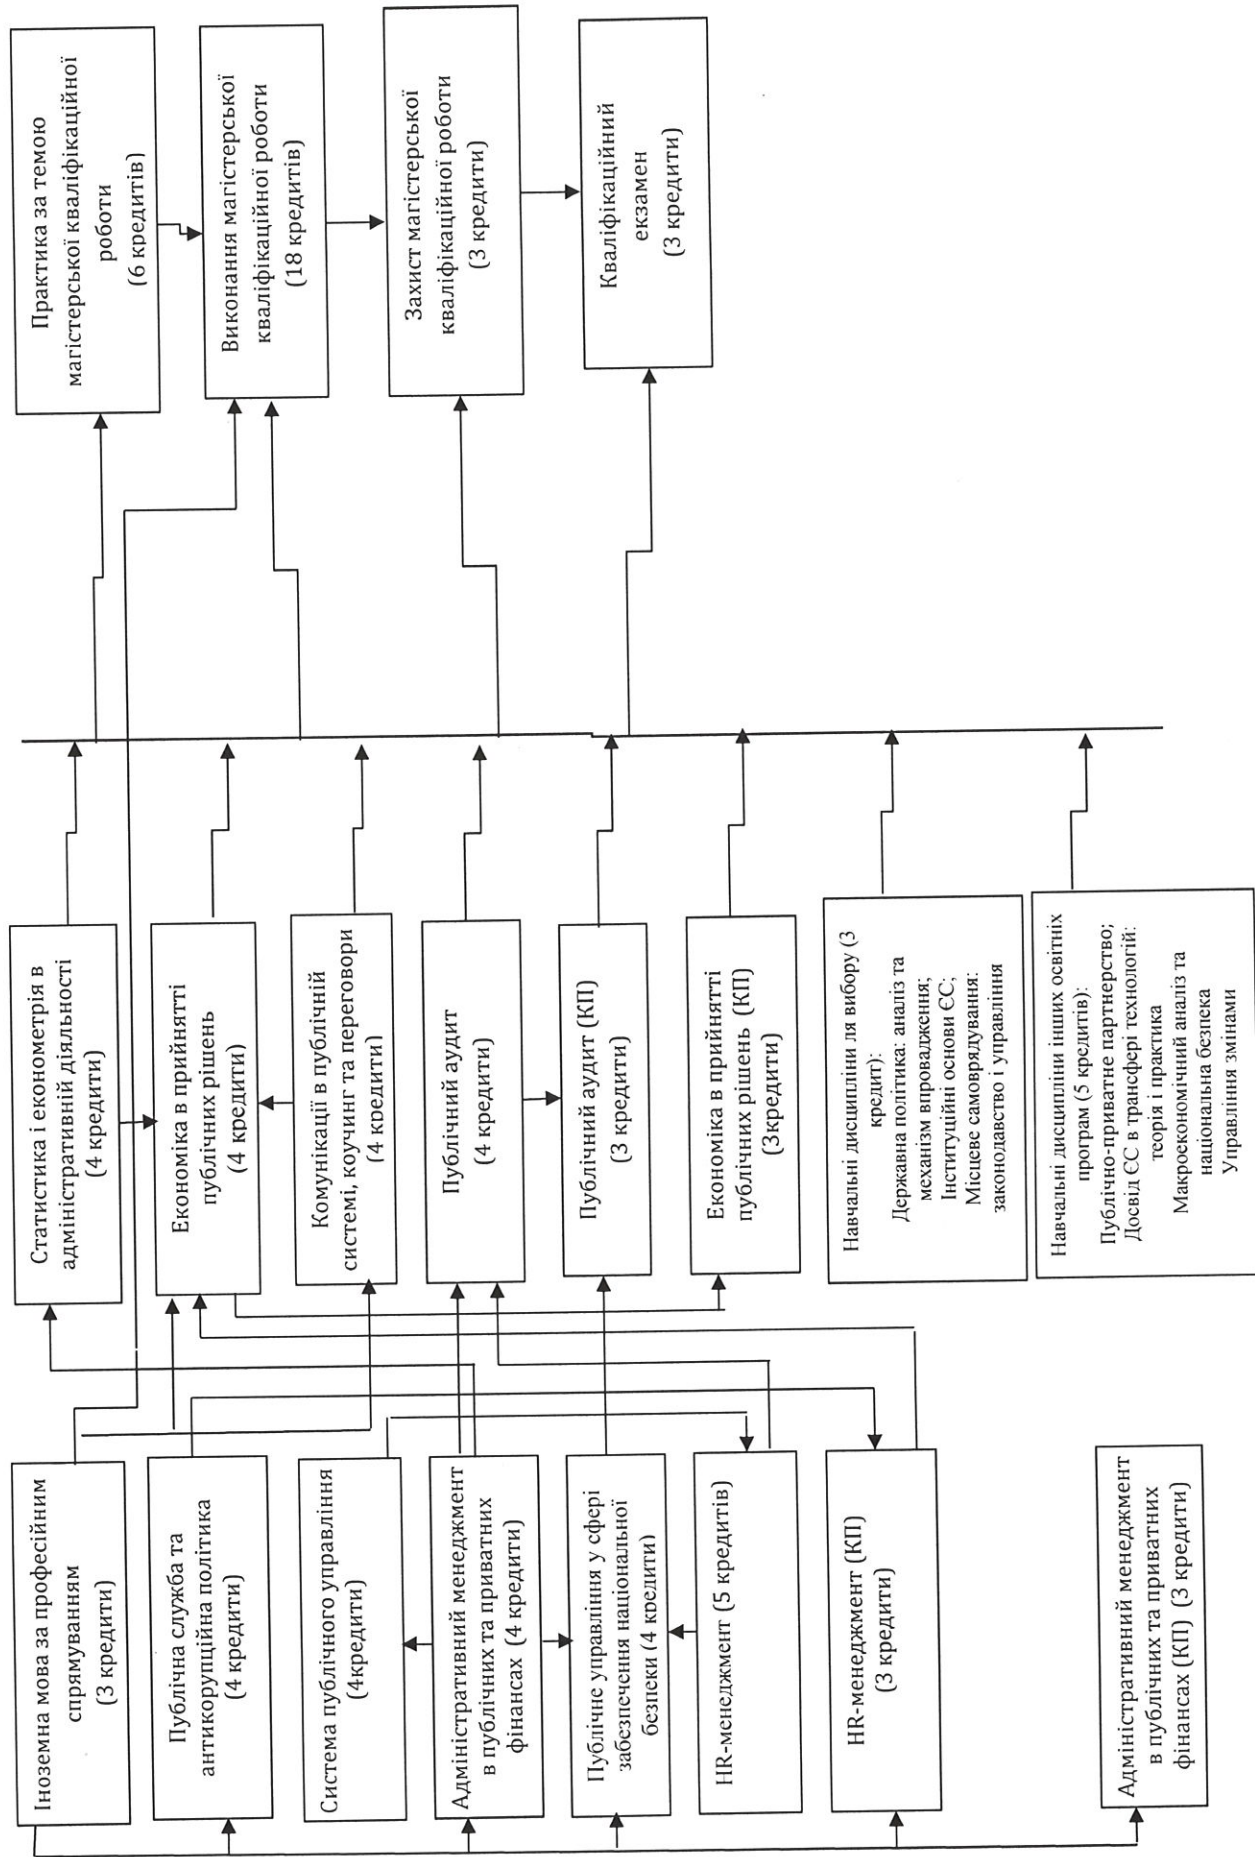 Іноземна мова за професійним
спрямуванням
(3 кредити)
Публічна служба та
антикорупційна політика
(4 кредити)
Система публічного управління
(4кредити)
Адміністративний менеджмент
в публічних та приватних
фінансах (4 кредити)
Публічне управління у сфері
забезпечення національної
безпеки (4 кредити)
HR-менеджмент (5 кредитів)
HR-менеджмент (КП)
(3 кредити)
Адміністративний менеджмент
в публічних та приватних
фінансах (КП) (3 кредити)
Статистика і економетрія в
адміністративній діяльності
(4 кредити)
Економіка в прийнятті
публічних рішень
(4 кредити)
Комунікації в публічній
системі, коучинг та переговори
(4 кредити)
Публічний аудит
(4 кредити)
Публічний аудит (КП)
(3 кредити)
Економіка в прийнятті
публічних рішень (КП)
(3кредити)
Навчальні дисципліни ля вибору (3
кредит):
Державна політика: аналіз та
механізм впровадження;
Інституційні основи ЄС;
Місцеве самоврядування:
законодавство і управління
Навчальні дисципліни інших освітніх
програм (5 кредитів):
Публічно-приватне партнерство;
Досвід ЄС в трансфері технологій:
теорія і практика
Макроекономічний аналіз та
національна безпека
Управління змінами
Практика за темою
магістерської кваліфікаційної
роботи
(6 кредитів)
Виконання магістерської
кваліфікаційної роботи
(18 кредитів)
Захист магістерської
кваліфікаційної роботи
(3 кредити)
Кваліфікаційний
екзамен
(3 кредити)